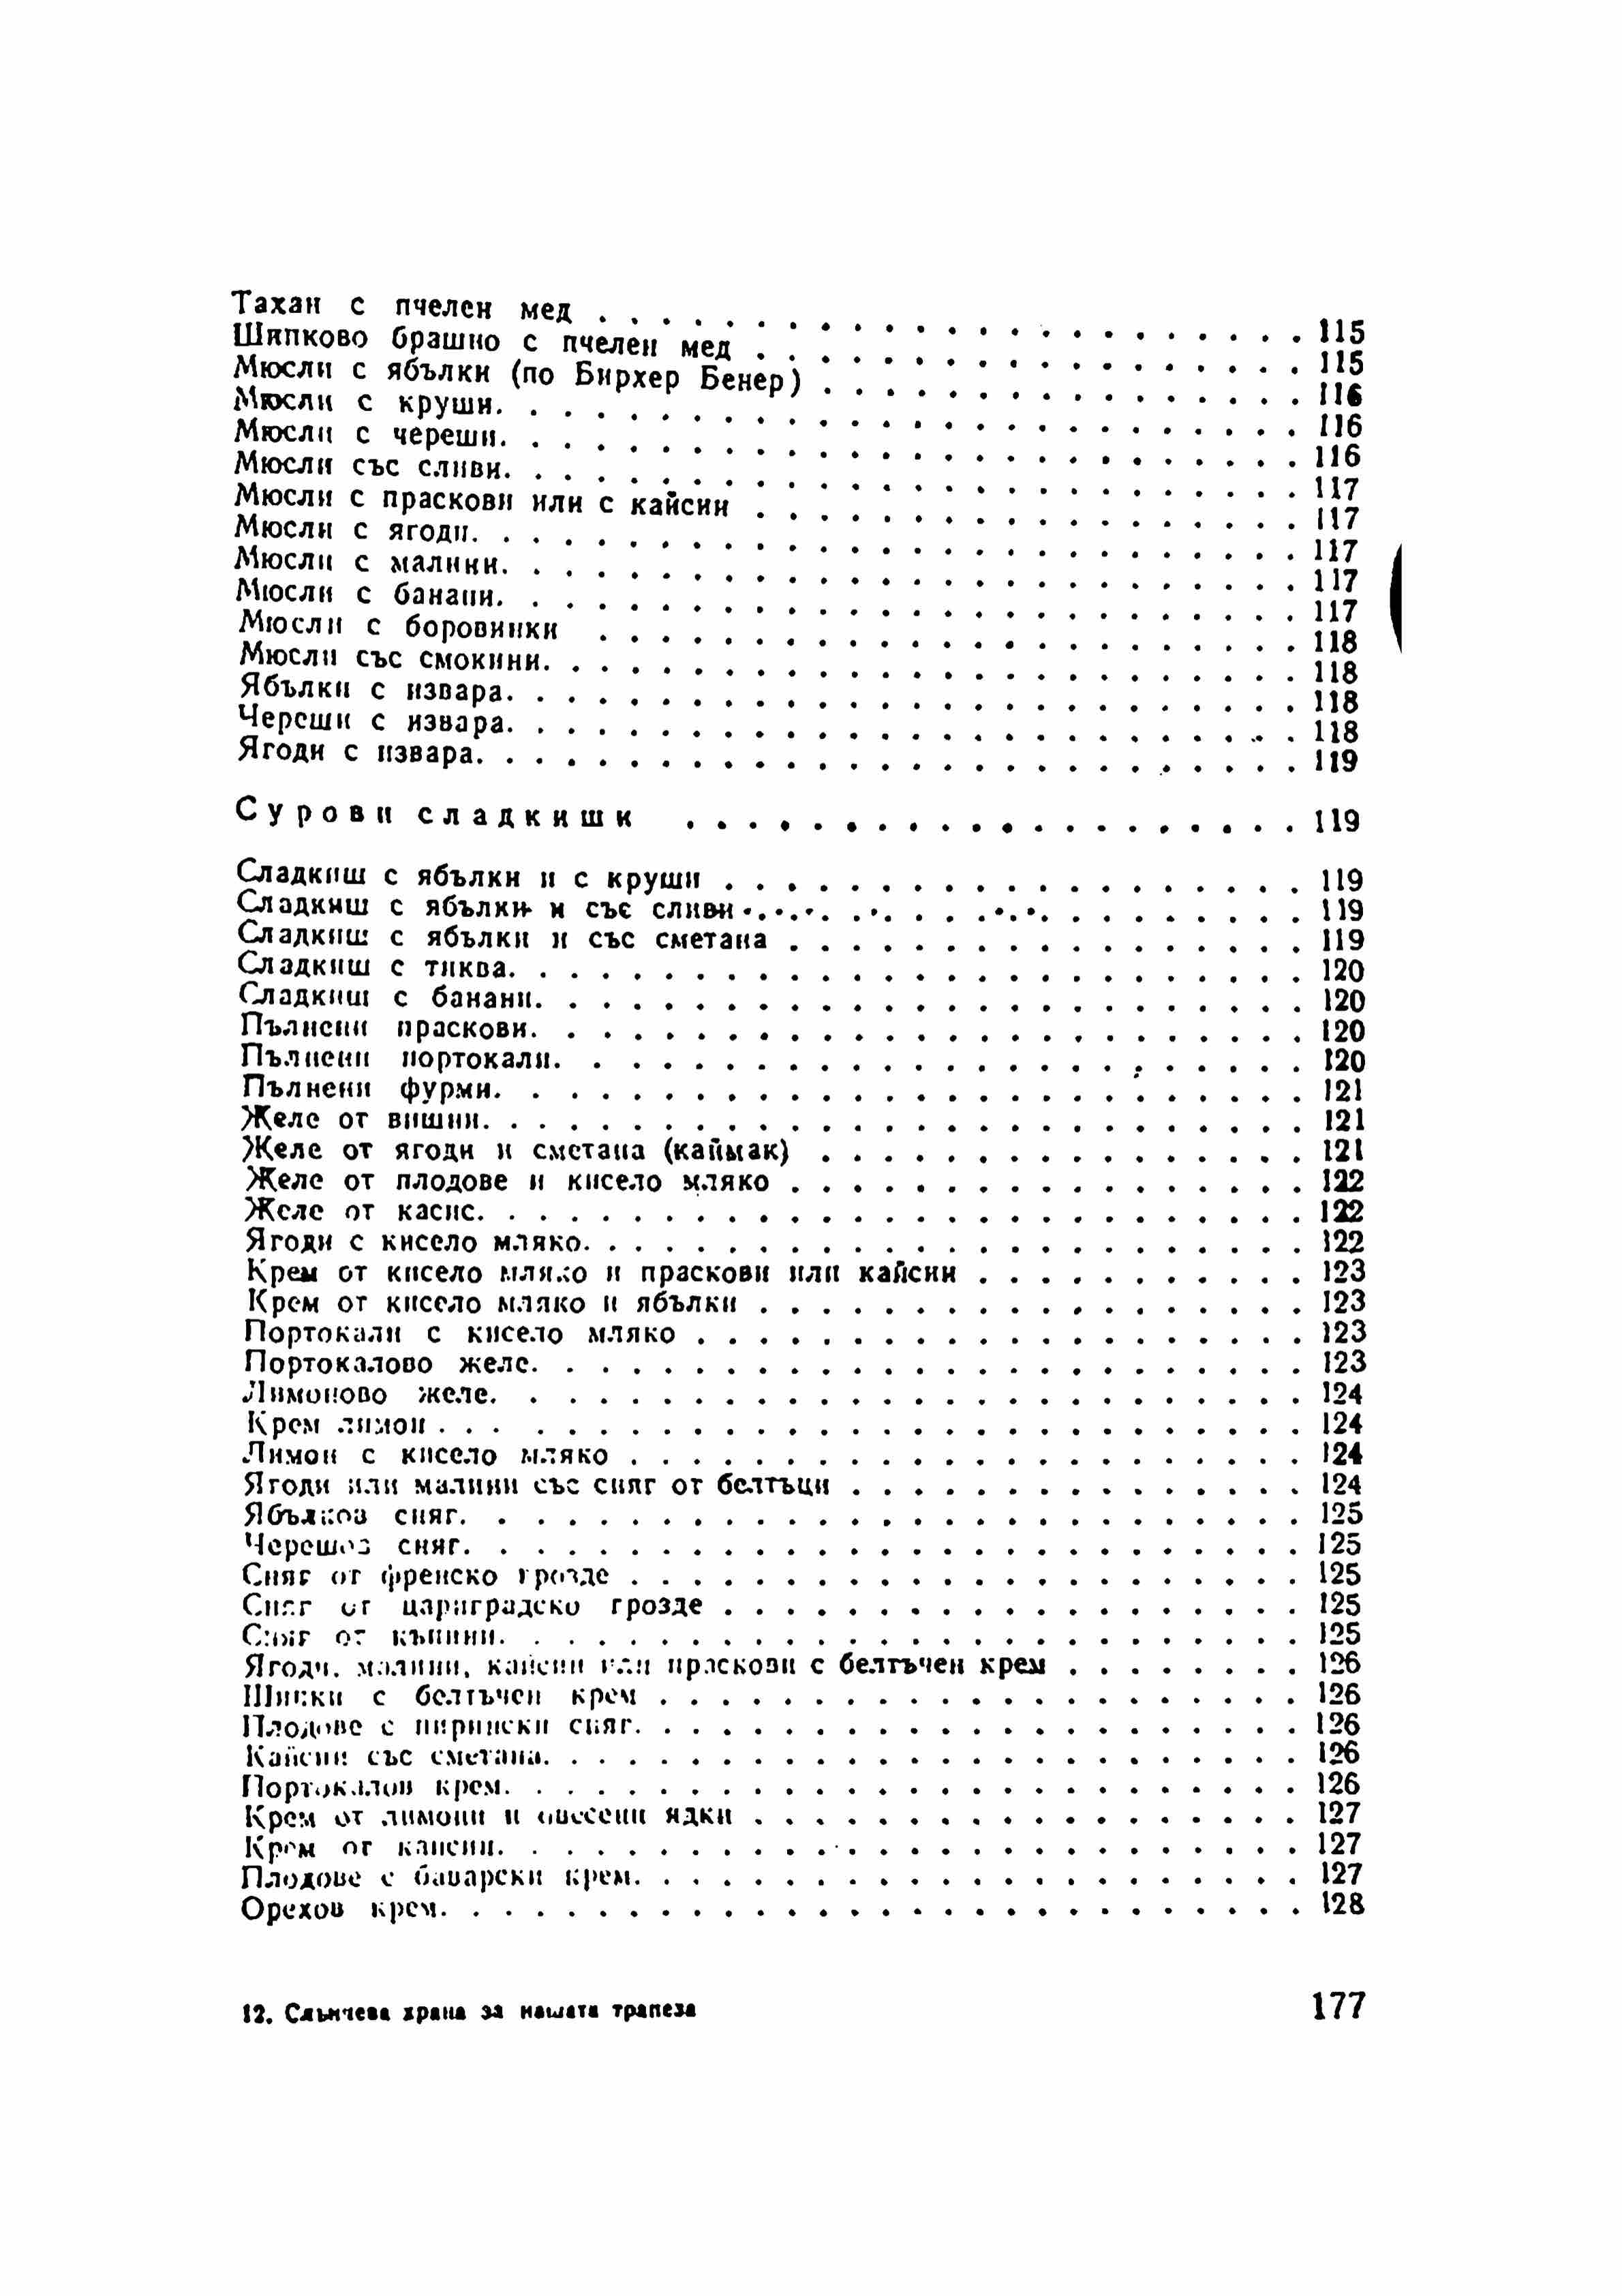 Тахан с пчелен мед . . . . . . . . . . . . . . . . . . . . . . . 115
Шипково брашно с пчелен мед . . . . . . . . . . . . . . . . . . 115
Мюсли с ябълки (по Бирхер Бенер) . . . . . . . . . . . . . . . . 116
Мюсли с круши. . . . . . . . . . . . . . . . . . . . . . . . . . 116
Мюсли с череши. . . . . . . . . . . . . . . . . . . . . . . . . . 116
Мюсли със сливи. . . . . . . . . . . . . . . . . . . . . . . . . 117
Мюсли с праскови или с кайсии . . . . . . . . . . . . . . . . . . 117
Мюсли с ягоди. . . . . . . . . . . . . . . . . . . . . . . . . . 117
Мюсли с малини. . . . . . . . . . . . . . . . . . . . . . . . . . 117
Мюсли с банани. . . . . . . . . . . . . . . . . . . . . . . . . . 117
Мюсли с боровинки . . . . . . . . . . . . . . . . . . . . . . . 118
Мюсли със смокини. . . . . . . . . . . . . . . . . . . . . . . . 118
Ябълки с извара. . . . . . . . . . . . . . . . . . . . . . . . . 118
Череши с извара. . . . . . . . . . . . . . . . . . . . . . . . . 118
Ягоди с извара. . . . . . . . . . . . . . . . . . . . . . . . . . 119
Сурови сладкиши . . . . . . . . . . . . . . . . . . . . 119
Сладкиш с ябълки и с круши . . . . . . . . . . . . . . . . . . . 119
Сладкиш с ябълки и със сливи . . . . . . . . . . . . . . . . . . 119
Сладкиш с ябълки и със сметана . . . . . . . . . . . . . . . . . 119
Сладкиш с тиква. . . . . . . . . . . . . . . . . . . . . . . . . 120
Сладкиш с банани. . . . . . . . . . . . . . . . . . . . . . . . . 120
Пълнени праскови. . . . . . . . . . . . . . . . . . . . . . . . . 120
Пълнени портокали. . . . . . . . . . . . . . . . . . . . . . . . 120
Пълнени фурми. . . . . . . . . . . . . . . . . . . . . . . . . . 121
Желе от вишни. . . . . . . . . . . . . . . . . . . . . . . . . . 121
Желе от ягоди и сметана (каймак) . . . . . . . . . . . . . . . . 121
Желе от плодове и кисело мляко . . . . . . . . . . . . . . . . . 122
Желе от касис. . . . . . . . . . . . . . . . . . . . . . . . . . 122
Ягоди с кисело мляко. . . . . . . . . . . . . . . . . . . . . . . 122
Крем от кисело мляко и праскови или кайсии . . . . . . . . . . . 123
Крем от кисело мляко и ябълки . . . . . . . . . . . . . . . . . . 123
Портокали с кисело мляко . . . . . . . . . . . . . . . . . . . . 123
Портокалово желе. . . . . . . . . . . . . . . . . . . . . . . . . 123
Лимоново желе. . . . . . . . . . . . . . . . . . . . . . . . . . 124
Крем лимон . . . . . . . . . . . . . . . . . . . . . . . . . . . 124
Лимон с кисело мляко . . . . . . . . . . . . . . . . . . . . . . 124
Ягоди или малини със сняг от белтъци . . . . . . . . . . . . . . 124
Ябълков сняг. . . . . . . . . . . . . . . . . . . . . . . . . . . 125
Черешов сняг. . . . . . . . . . . . . . . . . . . . . . . . . . . 125
Сняг от френско грозде . . . . . . . . . . . . . . . . . . . . . 125
Сняг от цариградско грозде . . . . . . . . . . . . . . . . . . . 125
Сняг от къпини. . . . . . . . . . . . . . . . . . . . . . . . . . 125
Ягоди, малини, кайсии или праскови с белтъчен крем . . . . . . . . 126
Шипки с белтъчен крем . . . . . . . . . . . . . . . . . . . . . 126
Плодове с пирински сняг. . . . . . . . . . . . . . . . . . . . . 126
Кайсии със сметана. . . . . . . . . . . . . . . . . . . . . . . . 126
Портокалов крем. . . . . . . . . . . . . . . . . . . . . . . . . 126
Крем от лимони и овесени ядки . . . . . . . . . . . . . . . . . . 127
Крем от кайсии. . . . . . . . . . . . . . . . . . . . . . . . . . 127
Плодове с баварски крем. . . . . . . . . . . . . . . . . . . . . 127
Орехов крем. . . . . . . . . . . . . . . . . . . . . . . . . . . 128
12. Слънчева храна за нашата трапеза 177